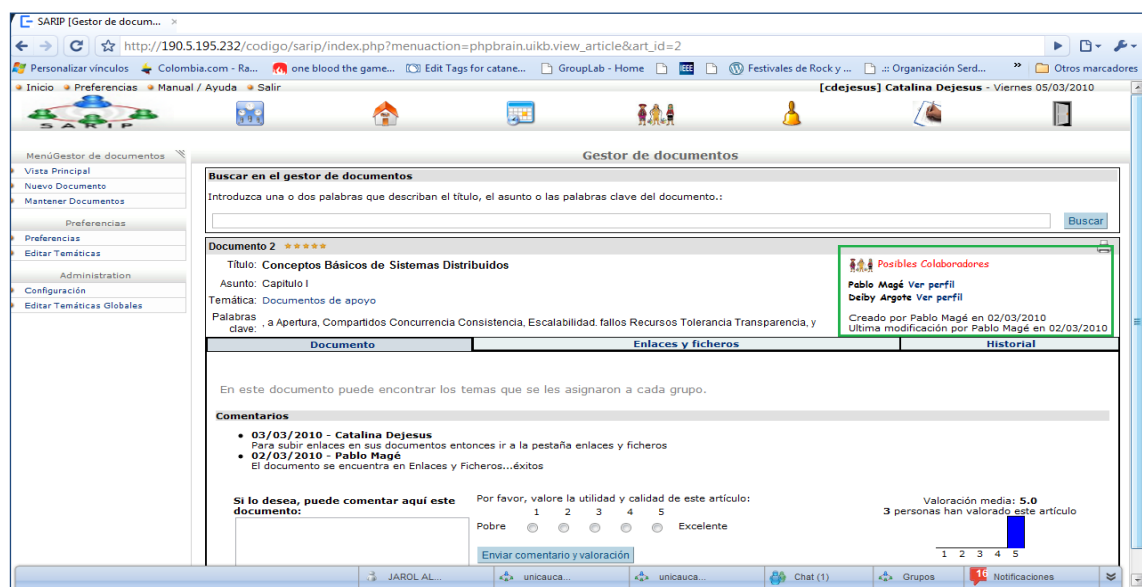 SARIP [Gestor de docum...
http://190.5.195.232/codigo/sarip/index.php?menuaction=phpbrain.uikb.view_article&art_id=2
Personalizar vínculos Colombia.com - Ra... one blood the game... Edit Tags for catane... GroupLab - Home IEEE Festivales de Rock y ... .:: Organización Serd... » Otros marcadores
Inicio Preferencias Manual / Ayuda Salir [cdejesus] Catalina Dejesus - Viernes 05/03/2010
SARIP
MenúGestor de documentos
Vista Principal
Nuevo Documento
Mantener Documentos
Preferencias
Preferencias
Editar Temáticas
Administration
Configuración
Editar Temáticas Globales
Gestor de documentos
Buscar en el gestor de documentos
Introduzca una o dos palabras que describan el título, el asunto o las palabras clave del documento.:
Buscar
Documento 2
Título: Conceptos Básicos de Sistemas Distribuidos
Asunto: Capitulo I
Temática: Documentos de apoyo
Palabras clave: , a Apertura, Compartidos Concurrencia Consistencia, Escalabilidad. fallos Recursos Tolerancia Transparencia, y
Posibles Colaboradores
Pablo Magé Ver perfil
Deiby Argote Ver perfil
Creado por Pablo Magé en 02/03/2010
Ultima modificación por Pablo Magé en 02/03/2010
Documento Enlaces y ficheros Historial
En este documento puede encontrar los temas que se les asignaron a cada grupo.
Comentarios
03/03/2010 - Catalina Dejesus
Para subir enlaces en sus documentos entonces ir a la pestaña enlaces y ficheros
02/03/2010 - Pablo Magé
El documento se encuentra en Enlaces y Ficheros...éxitos
Si lo desea, puede comentar aquí este
documento:
Por favor, valore la utilidad y calidad de este artículo:
1 2 3 4 5
Pobre Excelente
Enviar comentario y valoración
Valoración media: 5.0
3 personas han valorado este artículo
1 2 3 4 5
JAROL AL... unicauca... unicauca... Chat (1) Grupos 16 Notificaciones